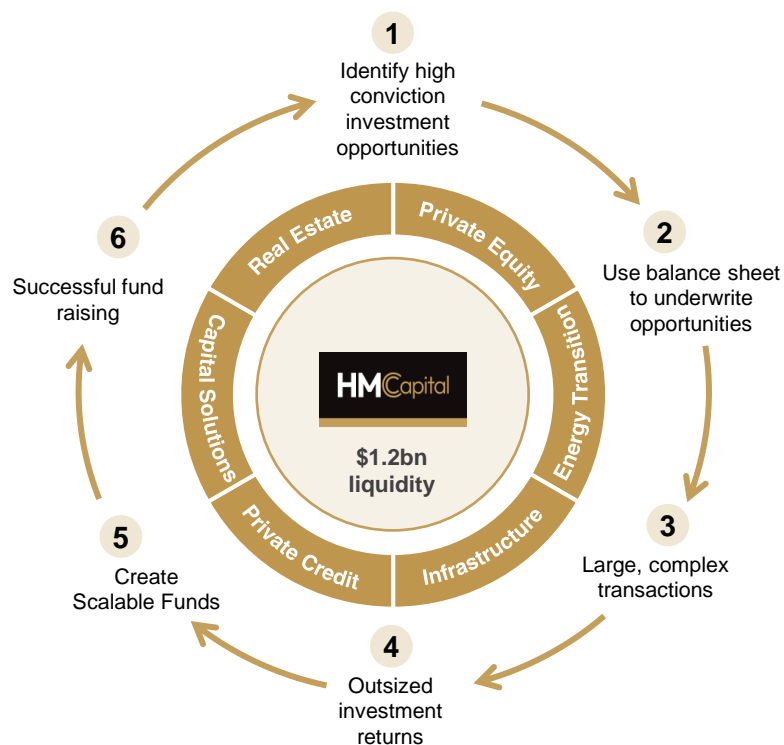 1
Identify high
conviction
investment
opportunities
2
Use balance sheet
to underwrite
opportunities
3
Large, complex
transactions
4
Outsized
investment
returns
5
Create
Scalable Funds
6
Successful fund
raising
Real Estate
Private Equity
Energy Transition
Infrastructure
Private Credit
Capital Solutions
HMCapital
$1.2bn
liquidity